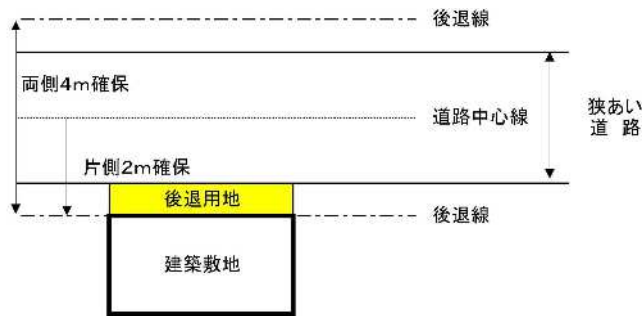 後退線
両側4m確保
道路中心線
狭あい
道 路
片側2m確保
後退用地
後退線
建築敷地